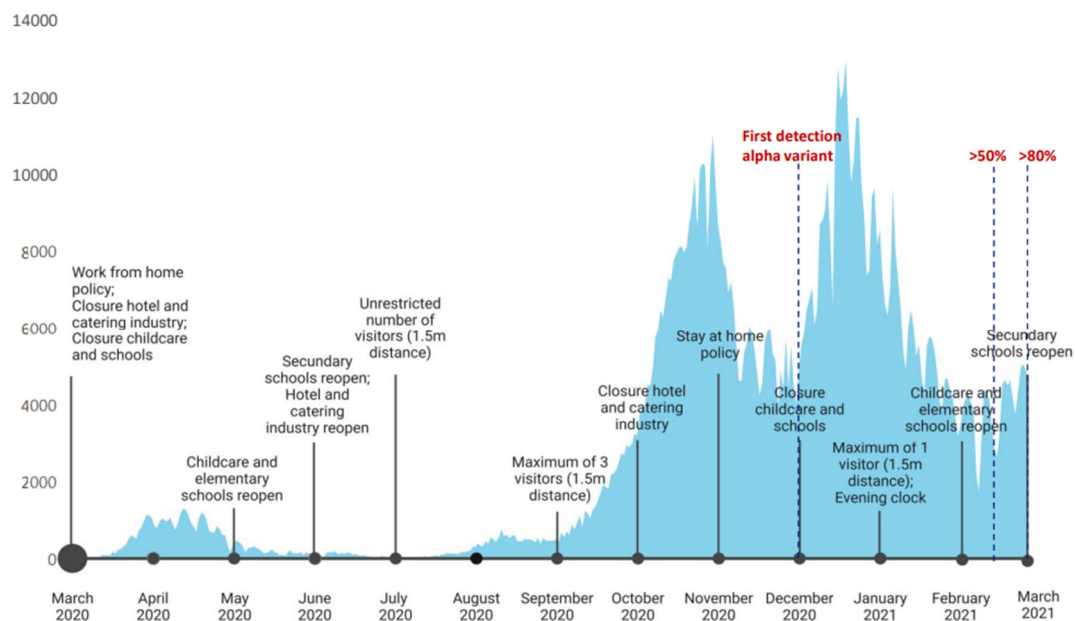 14000
12000
10000
8000
6000
4000
2000
0
Work from home
policy;
Closure hotel and
catering industry;
Closure childcare
and schools
Childcare and
elementary
schools reopen
Secundary
schools reopen;
Hotel and
catering
industry reopen
Unrestricted
number of
visitors (1.5m
distance)
Maximum of 3
visitors (1.5m
distance)
Closure hotel
and catering
industry
Stay at home
policy
First detection
alpha variant
Closure
childcare and
schools
Maximum of 1
visitor (1.5m
distance);
Evening clock
Childcare and
elementary
schools reopen
>50%
>80%
Secundary
schools reopen
March
2020
April
2020
May
2020
June
2020
July
2020
August
2020
September
2020
October
2020
November
2020
December
2020
January
2021
February
2021
March
2021